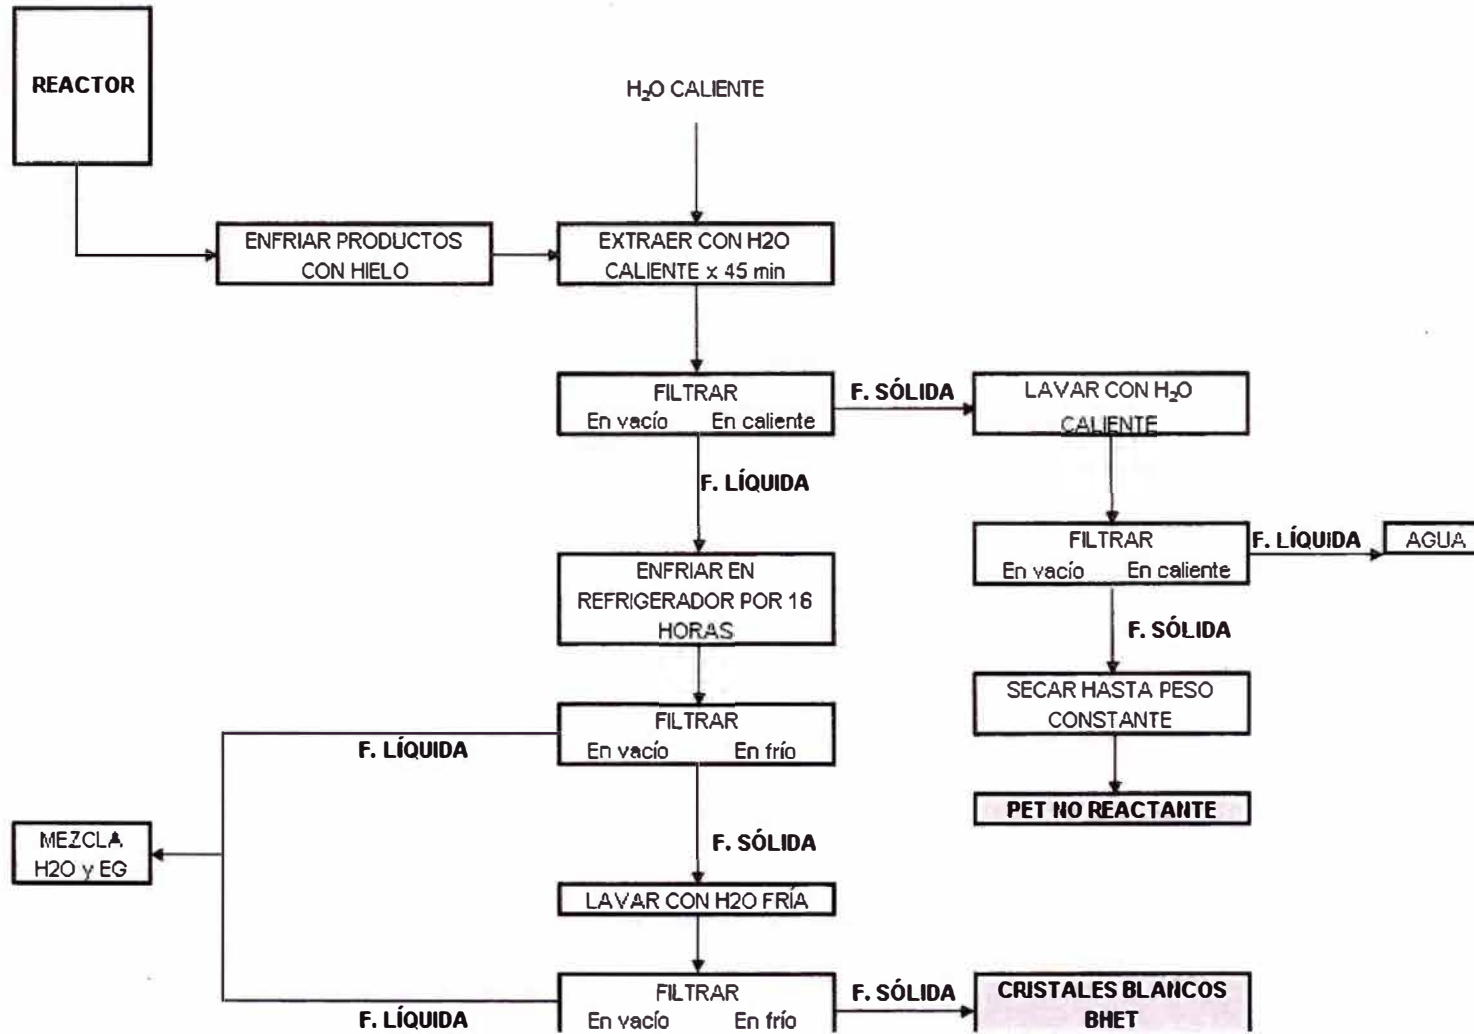 REACTOR
H₂O CALIENTE
ENFRIAR PRODUCTOS
CON HIELO
EXTRAER CON H2O
CALIENTE x 45 min
FILTRAR
En vacío En caliente
F. SÓLIDA
LAVAR CON H₂O
CALIENTE
F. LÍQUIDA
FILTRAR
En vacío En caliente
F. LÍQUIDA
AGUA
ENFRIAR EN
REFRIGERADOR POR 16
HORAS
F. SÓLIDA
SECAR HASTA PESO
CONSTANTE
FILTRAR
En vacío En frío
F. LÍQUIDA
PET NO REACTANTE
MEZCLA
H2O y EG
F. SÓLIDA
LAVAR CON H2O FRÍA
FILTRAR
En vacío En frío
F. LÍQUIDA
F. SÓLIDA
CRISTALES BLANCOS
BHET